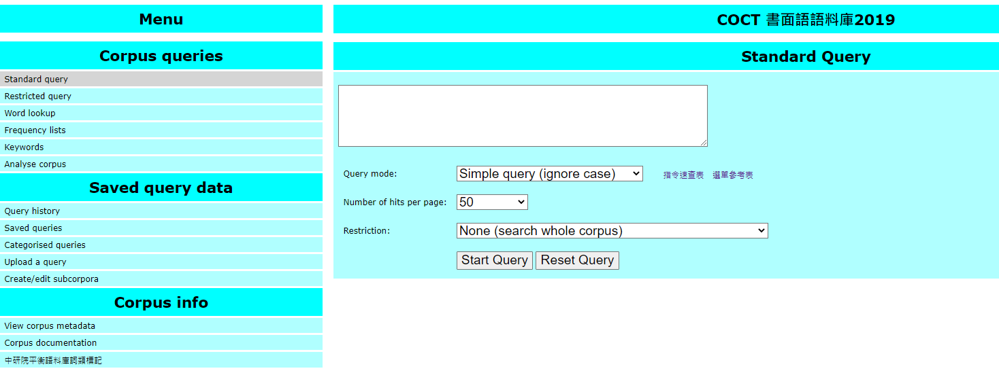 Menu
Corpus queries
Standard query
Restricted query
Word lookup
Frequency lists
Keywords
Analyse corpus
Saved query data
Query history
Saved queries
Categorised queries
Upload a query
Create/edit subcorpora
Corpus info
View corpus metadata
Corpus documentation
中研院平衡語料庫詞類標記
COCT 書面語語料庫2019
Standard Query
Query mode: Simple query (ignore case) 指令速查表 選單參考表
Number of hits per page: 50
Restriction: None (search whole corpus)
Start Query Reset Query